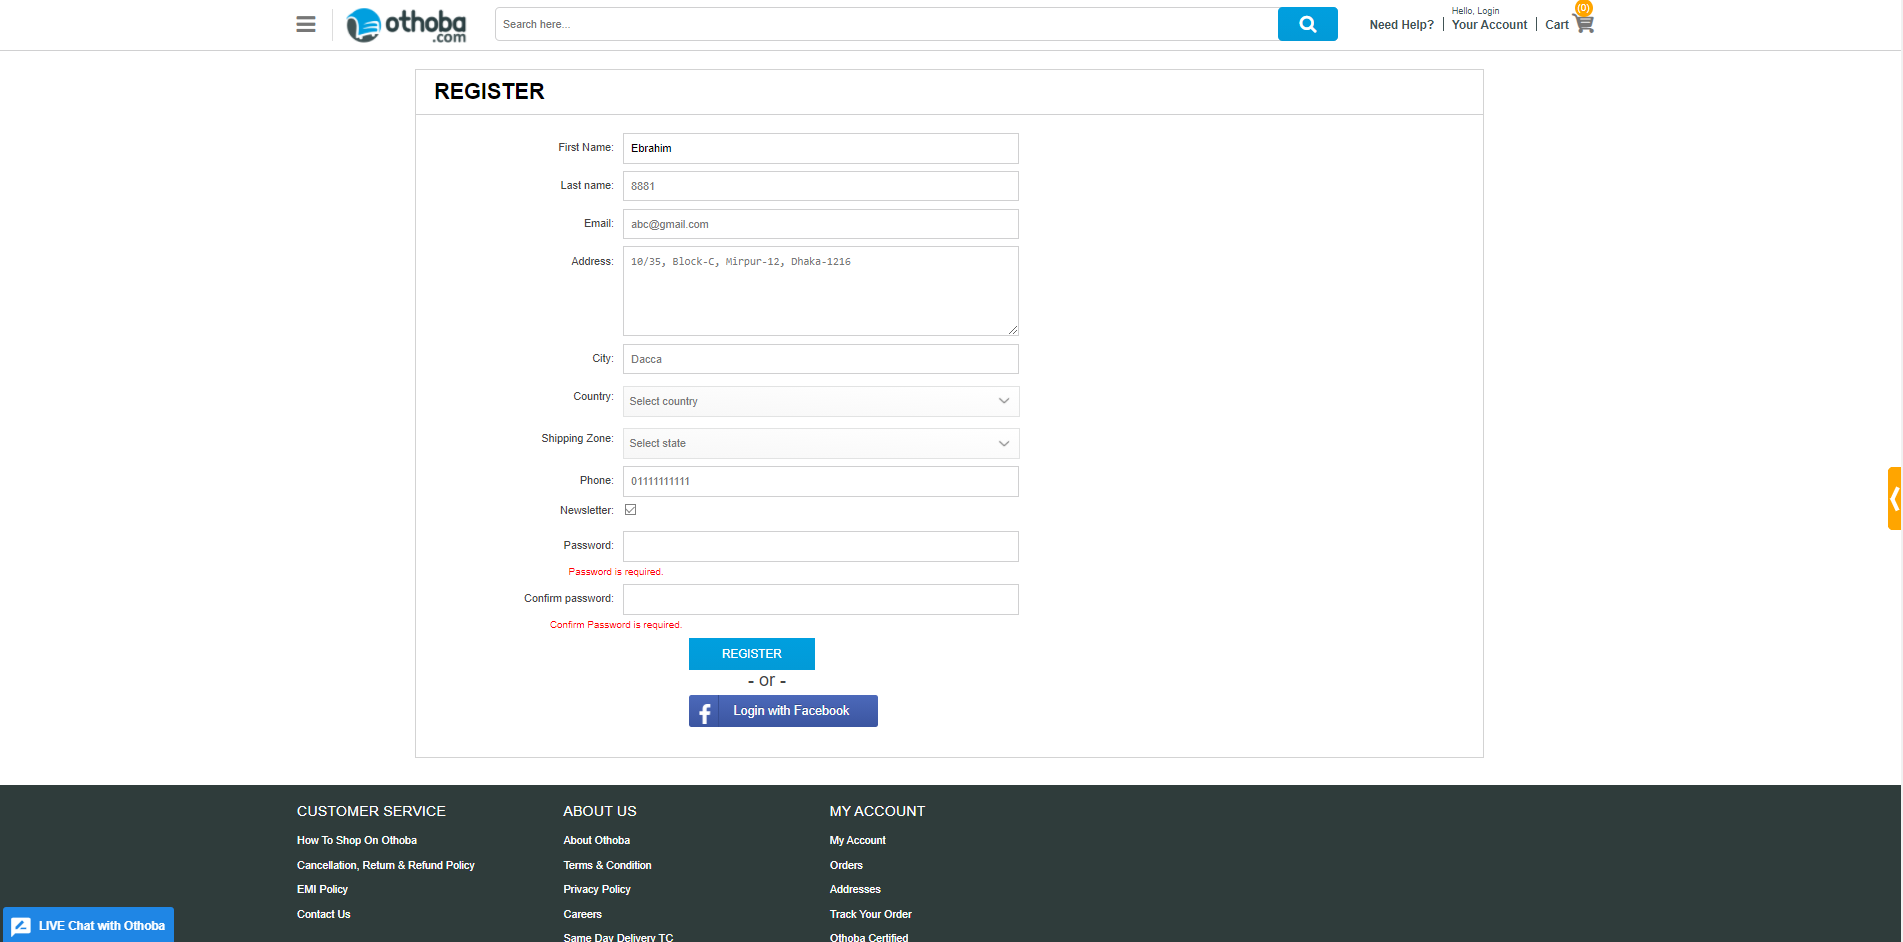 othoba
.com
Search here...
Need Help?
Hello, Login
Your Account
Cart
(0)
REGISTER
First Name:
Ebrahim
Last name:
8881
Email:
abc@gmail.com
Address:
10/35, Block-C, Mirpur-12, Dhaka-1216
City:
Dacca
Country:
Select country
Shipping Zone:
Select state
Phone:
01111111111
Newsletter:
Password:
Password is required.
Confirm password:
Confirm Password is required.
REGISTER
- or -
f
Login with Facebook
CUSTOMER SERVICE
How To Shop On Othoba
Cancellation, Return & Refund Policy
EMI Policy
Contact Us
ABOUT US
About Othoba
Terms & Condition
Privacy Policy
Careers
Same Day Delivery TC
MY ACCOUNT
My Account
Orders
Addresses
Track Your Order
Othoba Certified
LIVE Chat with Othoba